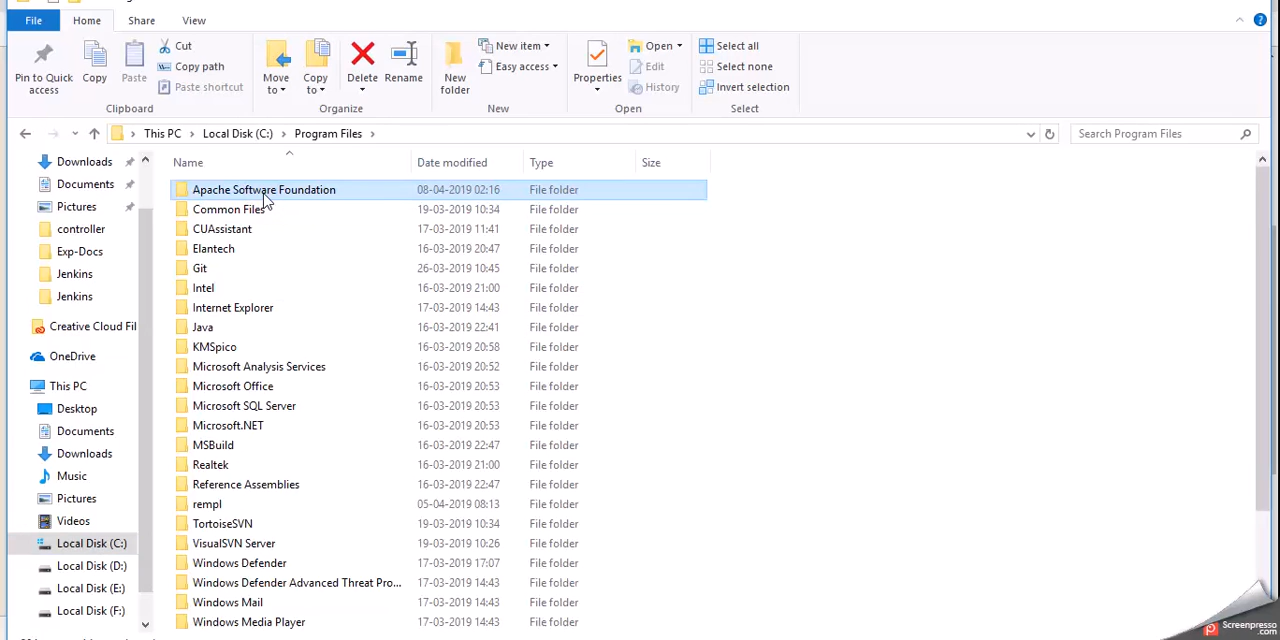 File Home Share View
Pin to Quick access
Copy
Paste
Cut
Copy path
Paste shortcut
Clipboard
Move to
Copy to
Delete
Rename
Organize
New folder
New item
Easy access
New
Properties
Open
Edit
History
Open
Select all
Select none
Invert selection
Select
This PC > Local Disk (C:) > Program Files >
Search Program Files
Downloads
Documents
Pictures
controller
Exp-Docs
Jenkins
Jenkins
Creative Cloud Fil
OneDrive
This PC
Desktop
Documents
Downloads
Music
Pictures
Videos
Local Disk (C:)
Local Disk (D:)
Local Disk (E:)
Local Disk (F:)
Name Date modified Type Size
Apache Software Foundation 08-04-2019 02:16 File folder
Common Files 19-03-2019 10:34 File folder
CUAssistant 17-03-2019 11:41 File folder
Elantech 16-03-2019 20:47 File folder
Git 26-03-2019 10:45 File folder
Intel 16-03-2019 21:00 File folder
Internet Explorer 17-03-2019 14:43 File folder
Java 16-03-2019 22:41 File folder
KMSpico 16-03-2019 20:58 File folder
Microsoft Analysis Services 16-03-2019 20:52 File folder
Microsoft Office 16-03-2019 20:53 File folder
Microsoft SQL Server 16-03-2019 20:53 File folder
Microsoft.NET 16-03-2019 20:53 File folder
MSBuild 16-03-2019 22:47 File folder
Realtek 16-03-2019 21:00 File folder
Reference Assemblies 16-03-2019 22:47 File folder
rempl 05-04-2019 08:13 File folder
TortoiseSVN 19-03-2019 10:34 File folder
VisualSVN Server 19-03-2019 10:26 File folder
Windows Defender 17-03-2019 17:07 File folder
Windows Defender Advanced Threat Pro... 17-03-2019 14:43 File folder
Windows Mail 17-03-2019 14:43 File folder
Windows Media Player 17-03-2019 14:43 File folder
Screenpresso
.com